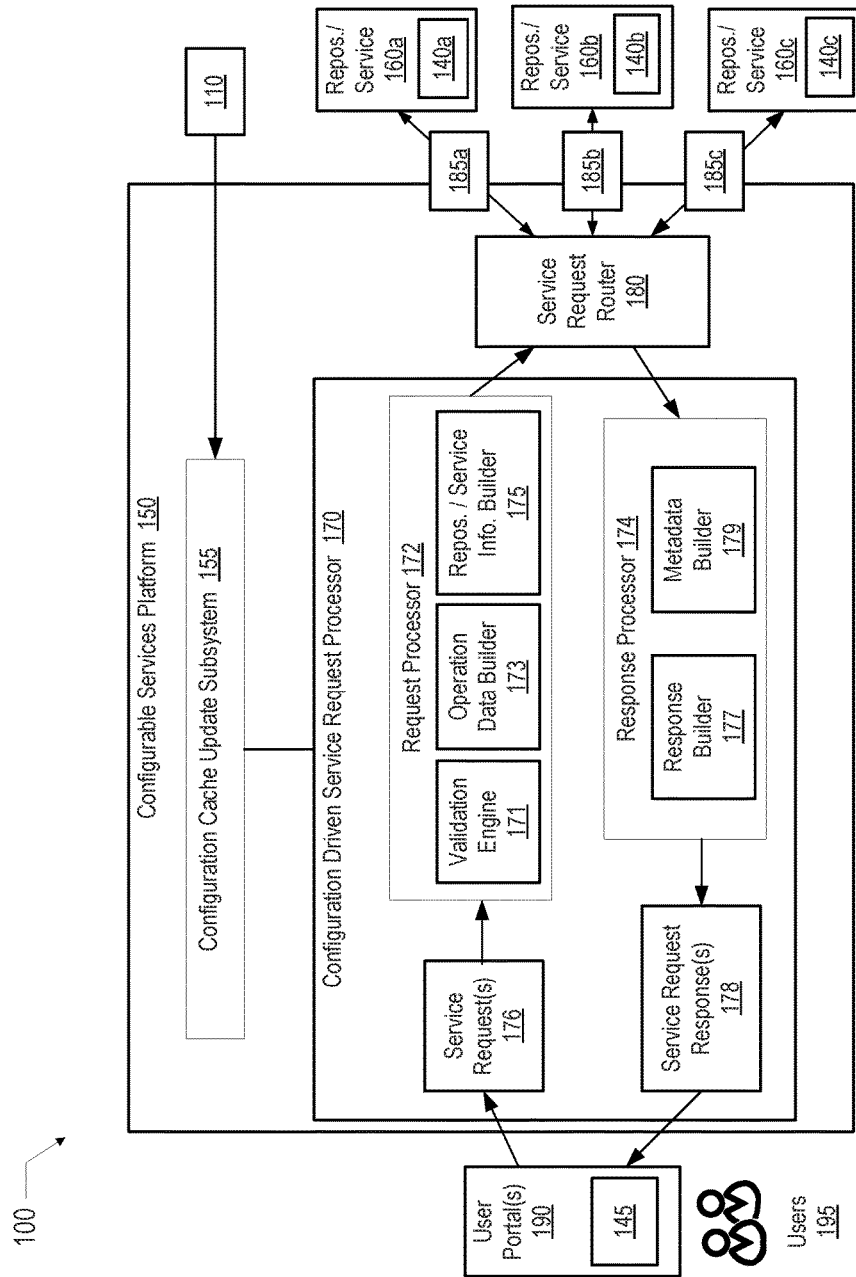 100
Configurable Services Platform 150
Configuration Cache Update Subsystem 155
110
Configuration Driven Service Request Processor 170
Request Processor 172
Validation
Engine
171
Operation
Data Builder
173
Repos. / Service
Info. Builder
175
Service
Request(s)
176
User
Portal(s)
190
145
Users
195
Service Request
Response(s)
178
Response Processor 174
Response
Builder
177
Metadata
Builder
179
Service
Request
Router
180
185a
185b
185c
Repos./
Service
160a
140a
Repos./
Service
160b
140b
Repos./
Service
160c
140c